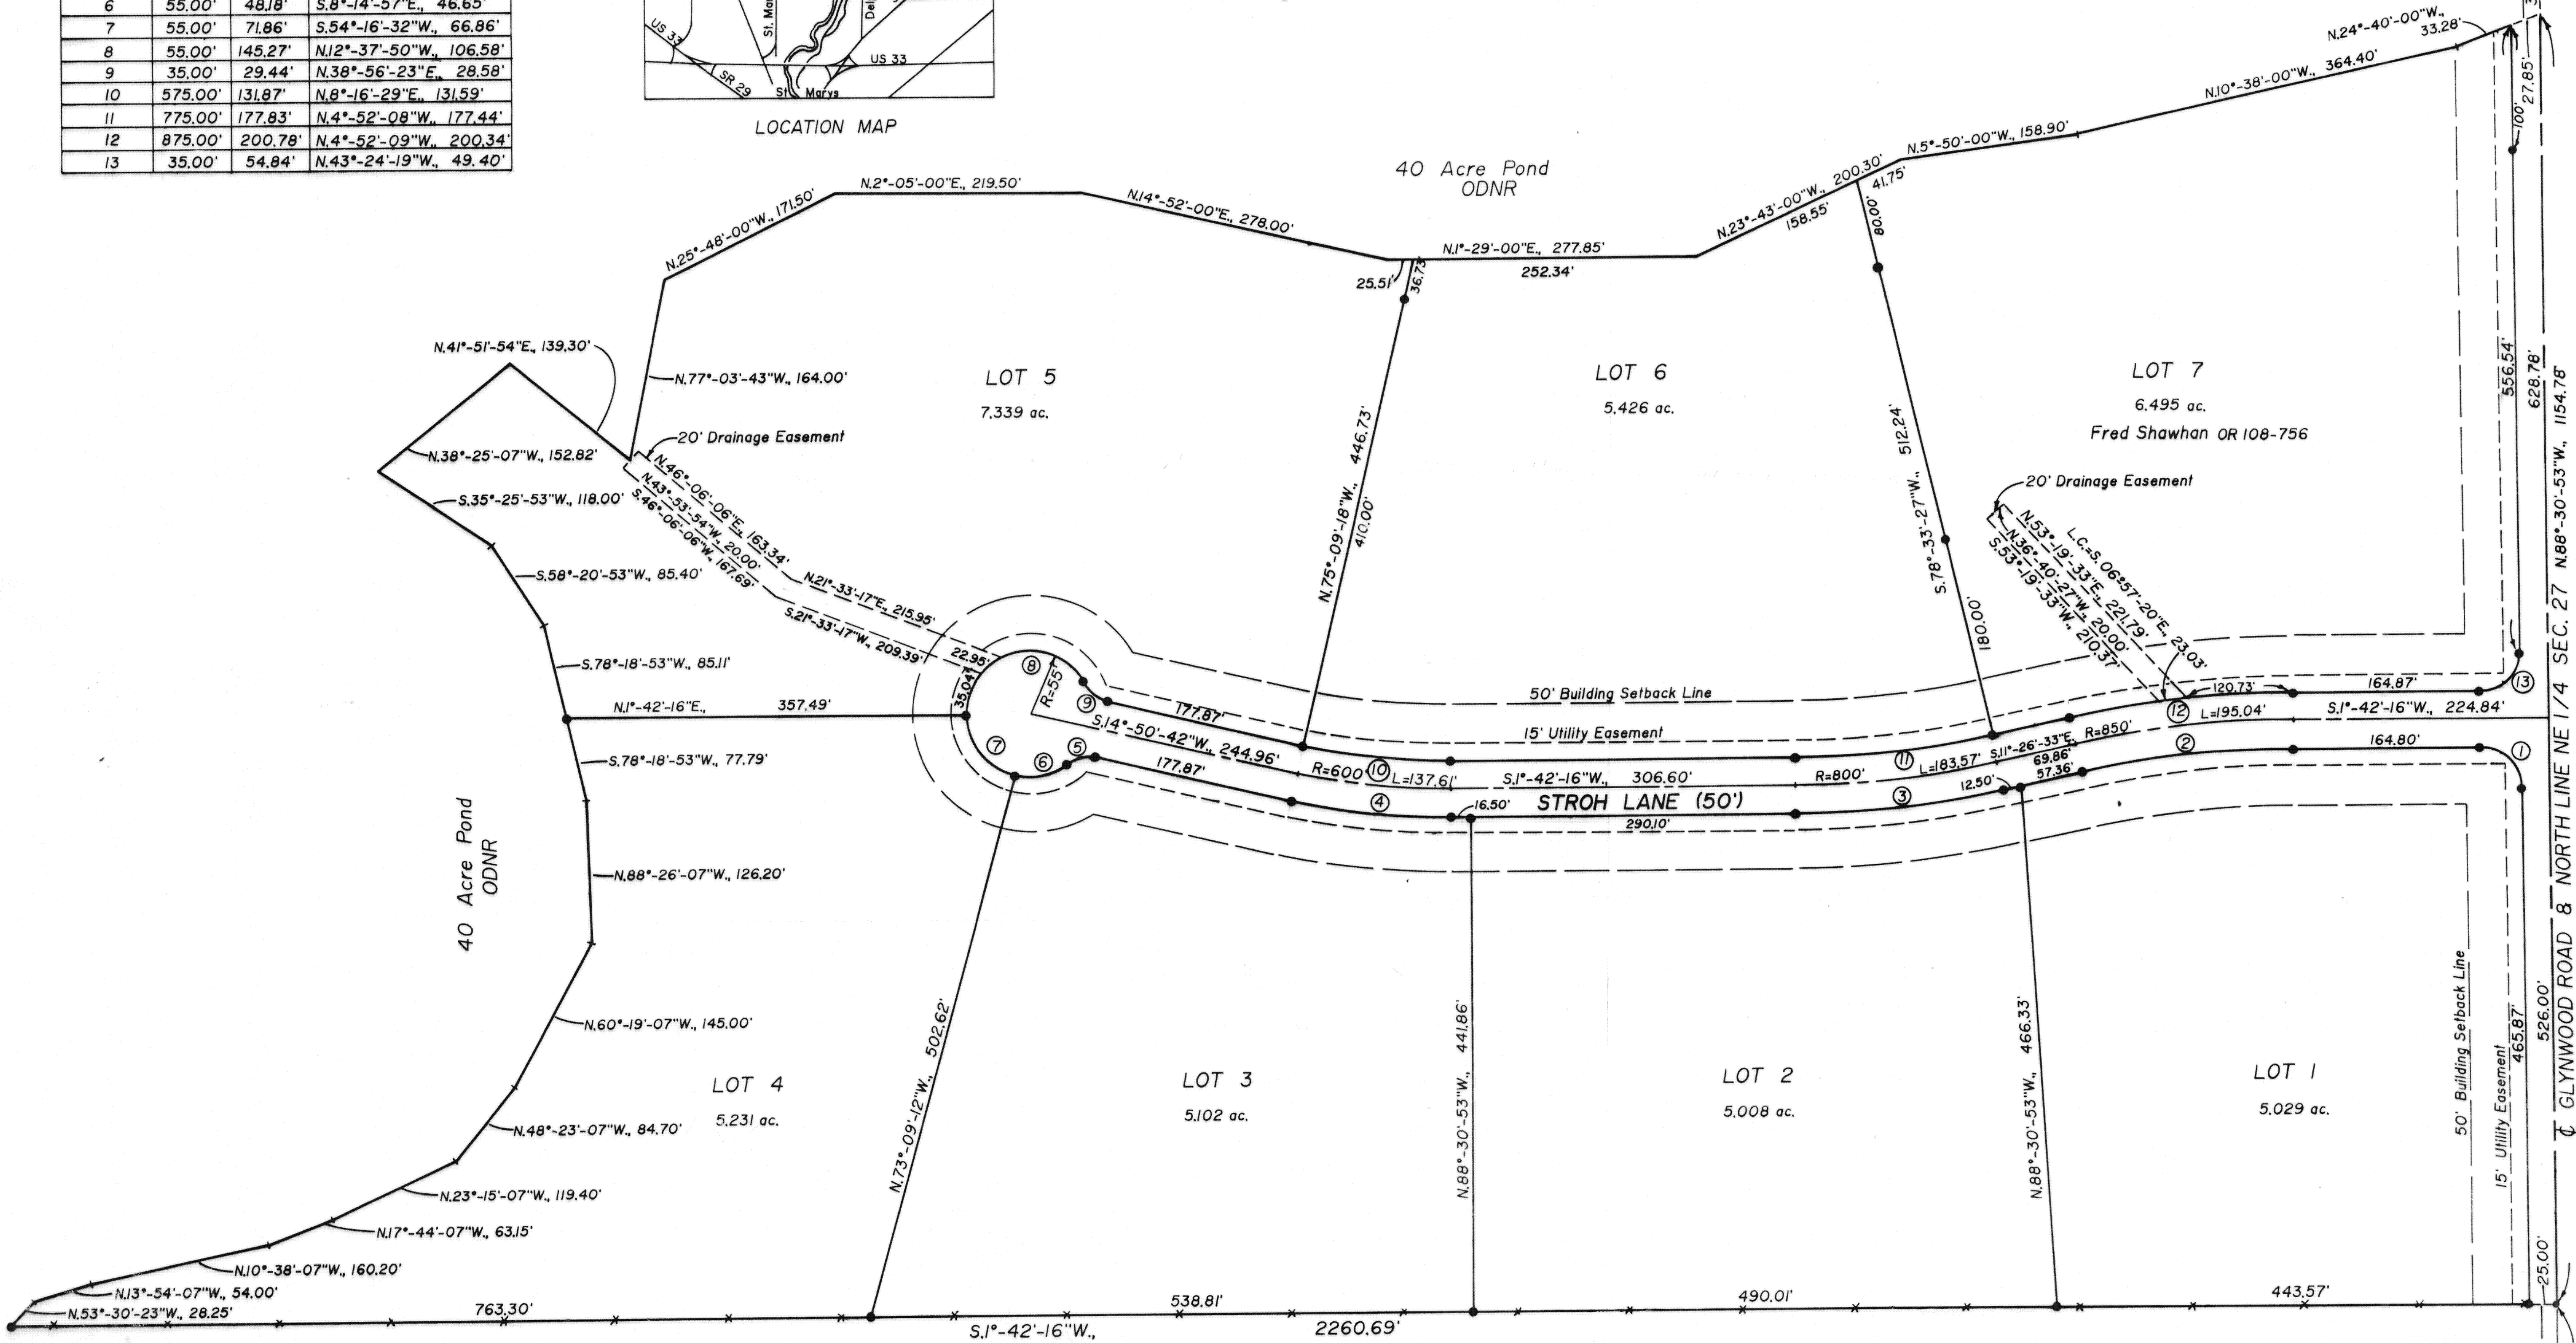 6 55.00' 48.18' S.8°-14'-57"E., 46.65'
7 55.00' 71.86' S.54°-16'-32"W., 66.86'
8 55.00' 145.27' N.12°-37'-50"W., 106.58'
9 35.00' 29.44' N.38°-56'-23"E., 28.58'
10 575.00' 131.87' N.8°-16'-29"E., 131.59'
11 775.00' 177.83' N.4°-52'-08"W., 177.44'
12 875.00' 200.78' N.4°-52'-09"W., 200.34'
13 35.00' 54.84' N.43°-24'-19"W., 49.40'
US 33
SR 29
US 33
St. Marys
LOCATION MAP
40 Acre Pond
ODNR
N.25°-48'-00"W., 171.50'
N.2°-05'-00"E., 219.50'
N.14°-52'-00"E., 278.00'
N.1°-29'-00"E., 277.85'
25.51'
36.73'
252.34'
N.23°-43'-00"W., 200.30'
158.55'
41.75'
80.00'
N.5°-50'-00"W., 158.90'
N.10°-38'-00"W., 364.40'
N.24°-40'-00"W.,
33.28'
27.85'
100'
556.54'
628.78'
N.41°-51'-54"E., 139.30'
N.77°-03'-43"W., 164.00'
N.38°-25'-07"W., 152.82'
S.35°-25'-53"W., 118.00'
S.58°-20'-53"W., 85.40'
S.78°-18'-53"W., 85.11'
N.1°-42'-16"E., 357.49'
S.78°-18'-53"W., 77.79'
N.88°-26'-07"W., 126.20'
N.60°-19'-07"W., 145.00'
N.48°-23'-07"W., 84.70'
N.23°-15'-07"W., 119.40'
N.17°-44'-07"W., 63.15'
N.10°-38'-07"W., 160.20'
N.13°-54'-07"W., 54.00'
N.53°-30'-23"W., 28.25'
40 Acre Pond
ODNR
LOT 5
7.339 ac.
20' Drainage Easement
N.46°-06'-06"E., 163.34'
N.43°-53'-54"W., 20.00'
S.46°-06'-06"W., 167.69'
N.21°-33'-17"E., 215.95'
S.21°-33'-17"W., 209.39'
22.95'
35.04'
R=55'
N.75°-09'-18"W., 446.73'
410.00'
LOT 6
5.426 ac.
S.78°-33'-27"W., 512.24'
180.00'
LOT 7
6.495 ac.
Fred Shawhan OR 108-756
20' Drainage Easement
L.C.=S.06°57'-20"E., 23.03'
N.53°-19'-33"E., 221.79'
N.36°-40'-27"W., 20.00'
S.53°-19'-33"W., 210.37'
50' Building Setback Line
15' Utility Easement
8
9
7
6
5
177.87'
S.14°-50'-42"W., 244.96'
177.87'
R=600'
10
L=137.61'
4
S.1°-42'-16"W., 306.60'
16.50'
STROH LANE (50')
290.10'
R=800'
11
L=183.57'
3
12.50'
S.11°-26'-33"E.
69.86'
57.36'
R=850'
12
L=195.04'
2
120.73'
164.87'
S.1°-42'-16"W., 224.84'
164.80'
13
1
LOT 4
5.231 ac.
N.73°-09'-12"W., 502.62'
LOT 3
5.102 ac.
N.88°-30'-53"W., 441.86'
LOT 2
5.008 ac.
N.88°-30'-53"W., 466.33'
LOT 1
5.029 ac.
50' Building Setback Line
15' Utility Easement
465.87'
526.00'
25.00'
℄ GLYNWOOD ROAD & NORTH LINE NE 1/4 SEC. 27 N.88°-30'-53"W., 1154.78'
763.30'
538.81'
490.01'
443.57'
S.1°-42'-16"W., 2260.69'